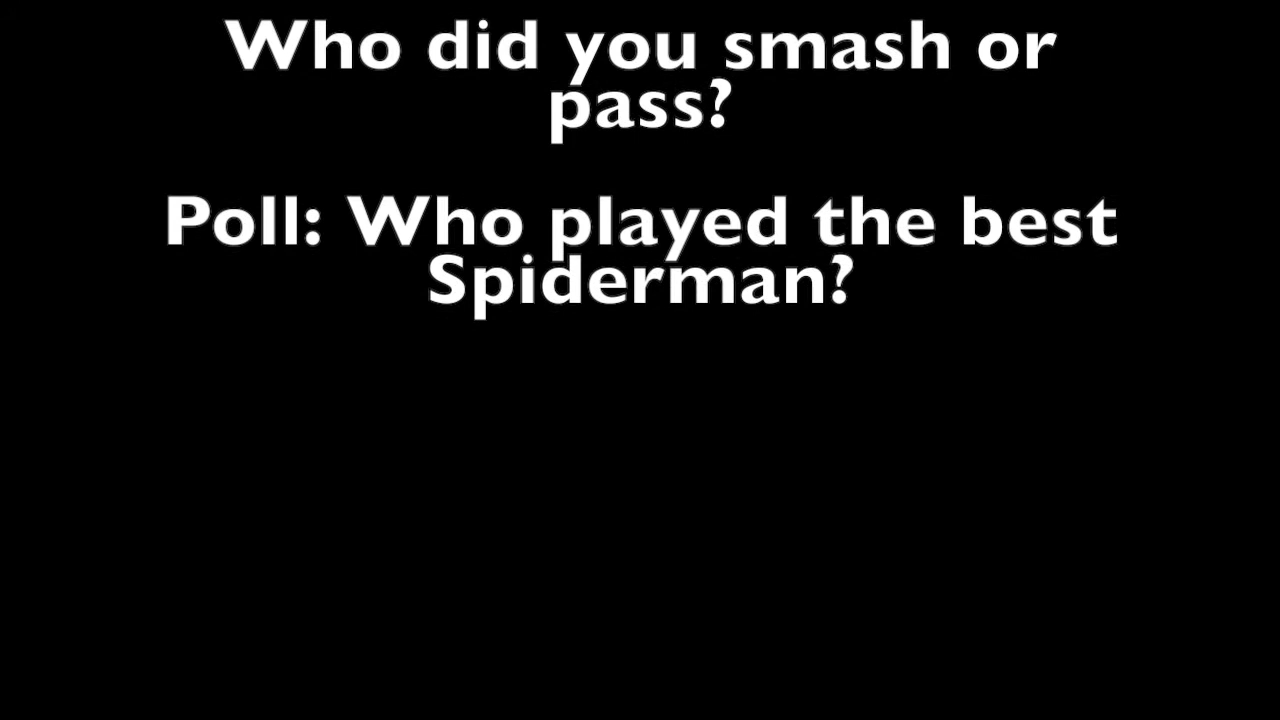 Who did you smash or
pass?
Poll: Who played the best
Spiderman?